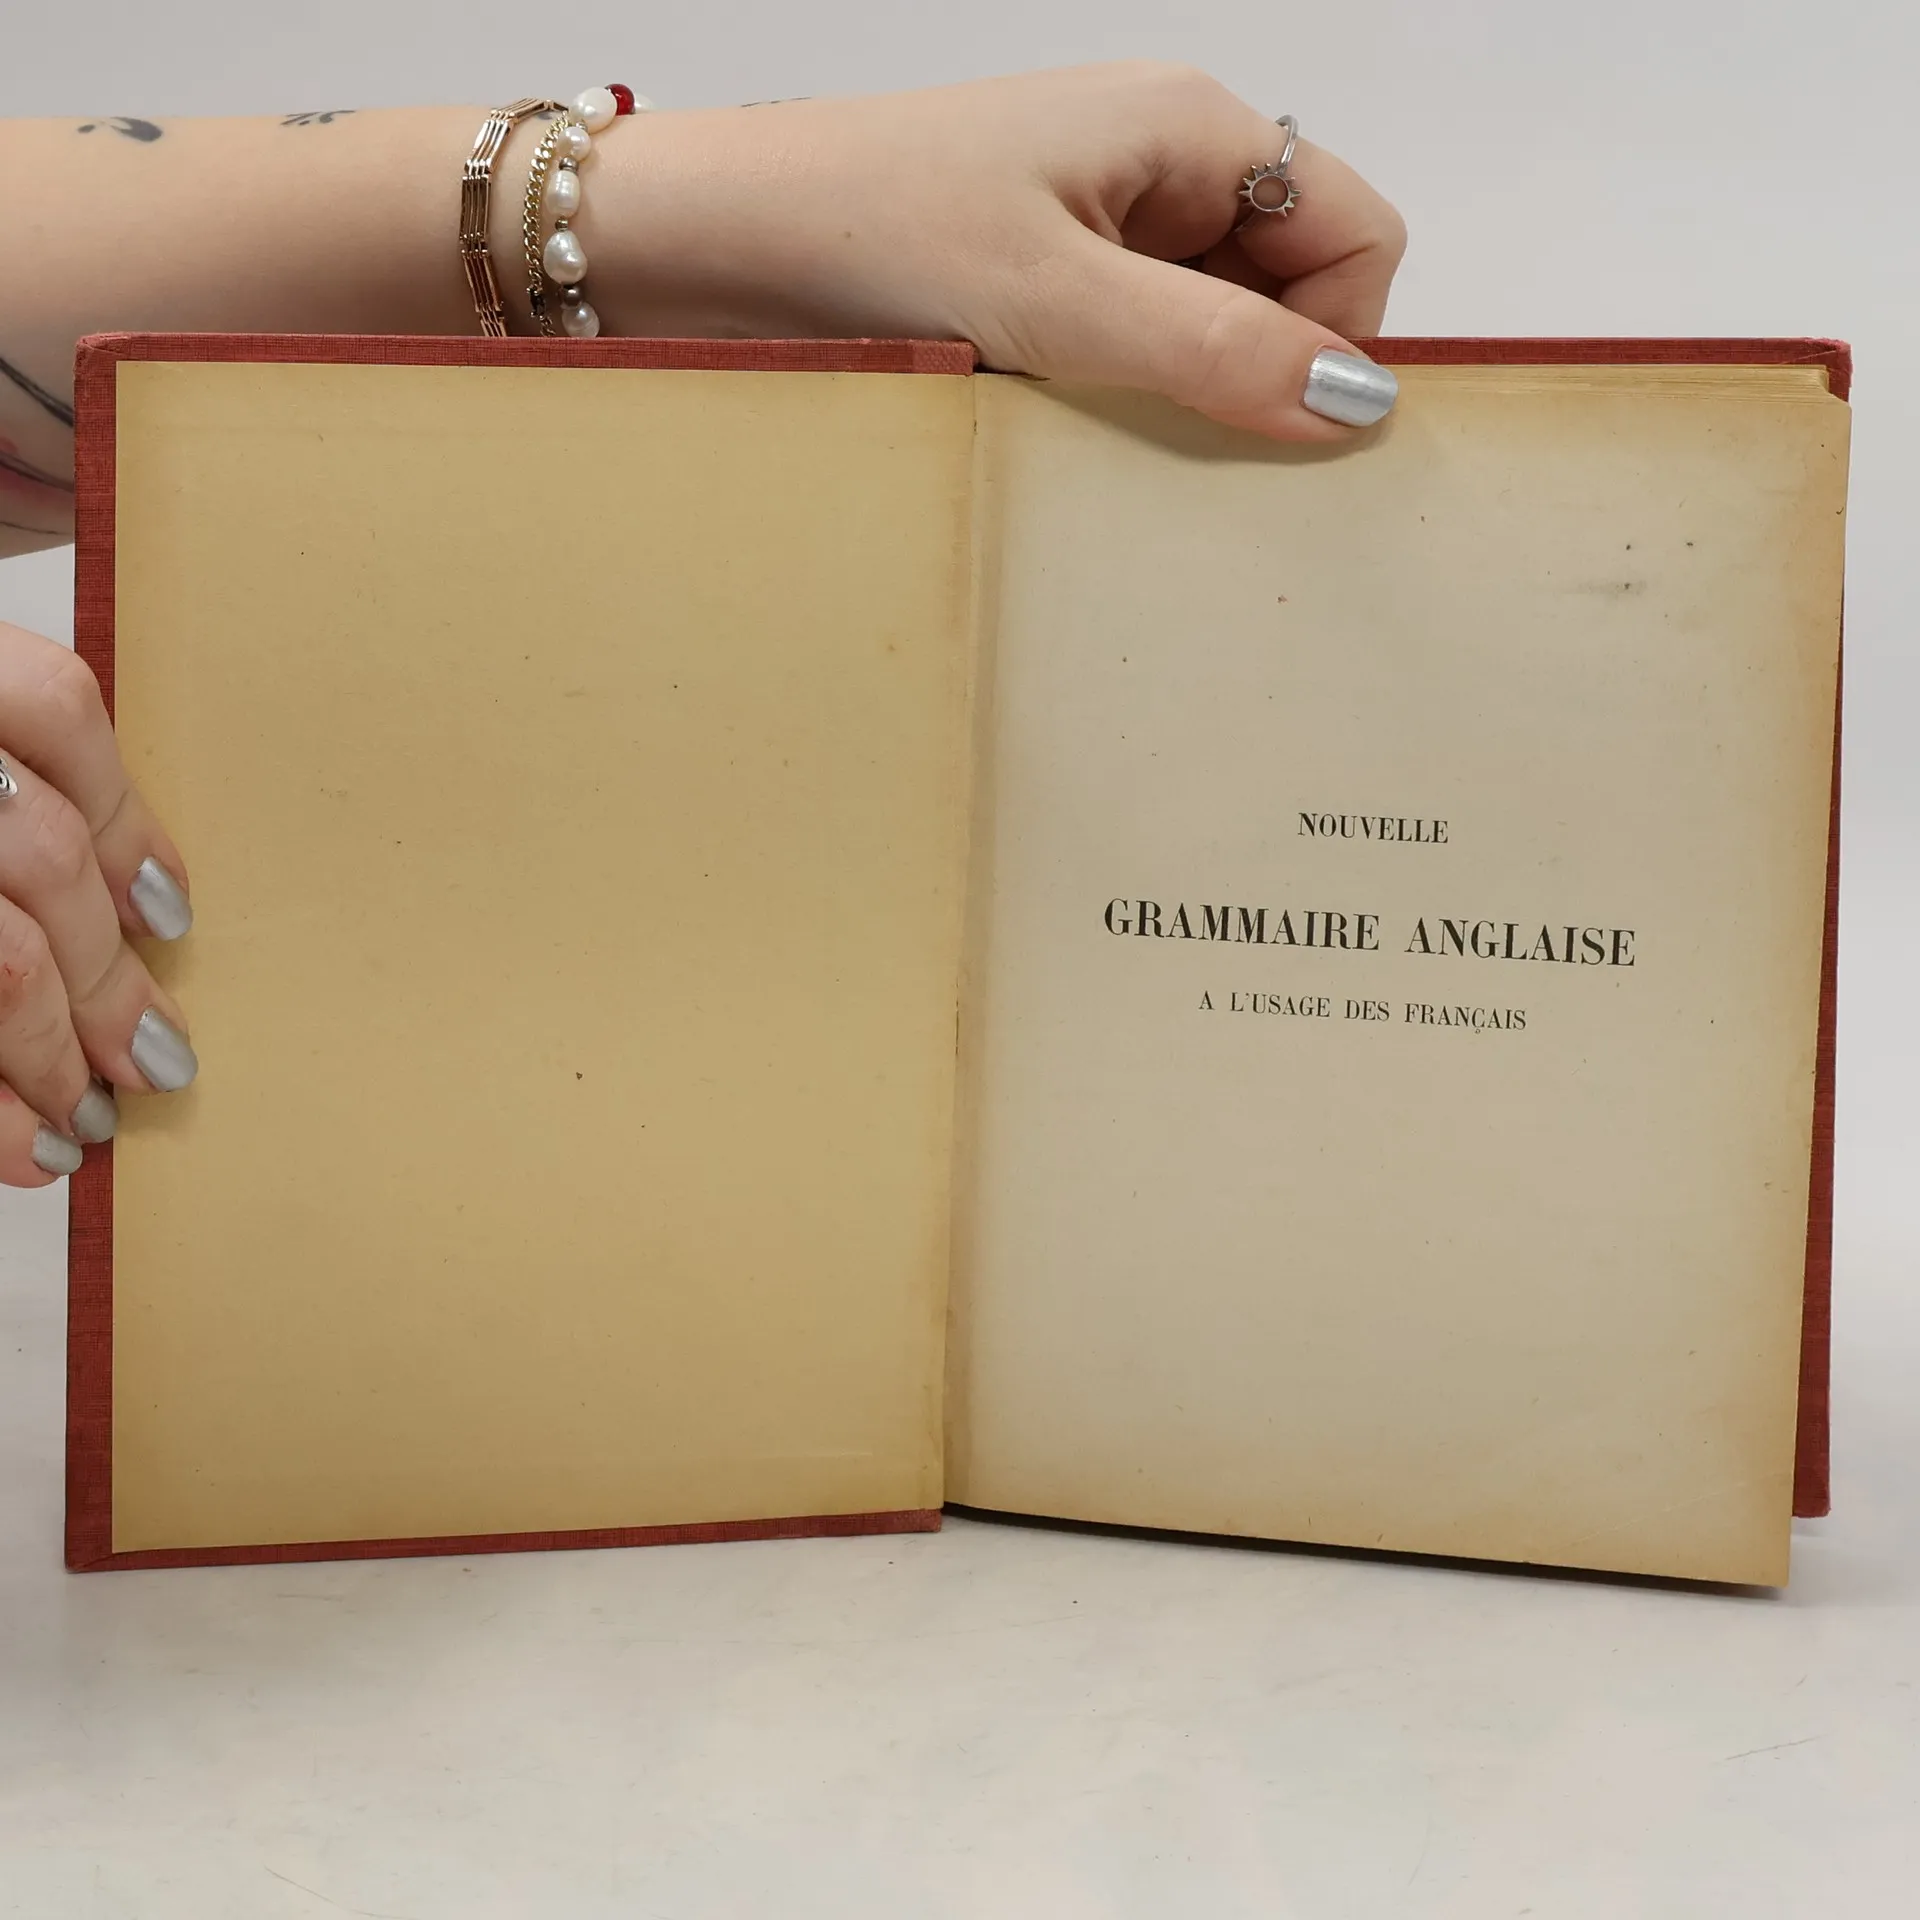 NOUVELLE
GRAMMAIRE ANGLAISE
A L'USAGE DES FRANÇAIS